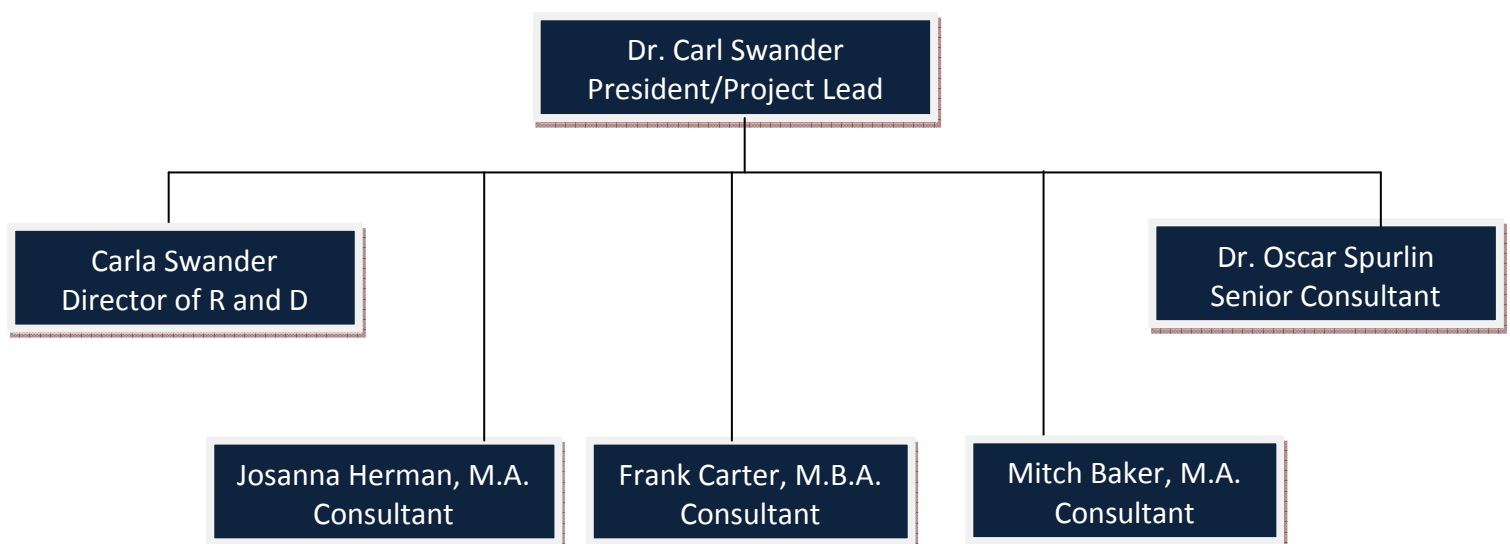 Dr. Carl Swander
President/Project Lead
Carla Swander
Director of R and D
Dr. Oscar Spurlin
Senior Consultant
Josanna Herman, M.A.
Consultant
Frank Carter, M.B.A.
Consultant
Mitch Baker, M.A.
Consultant